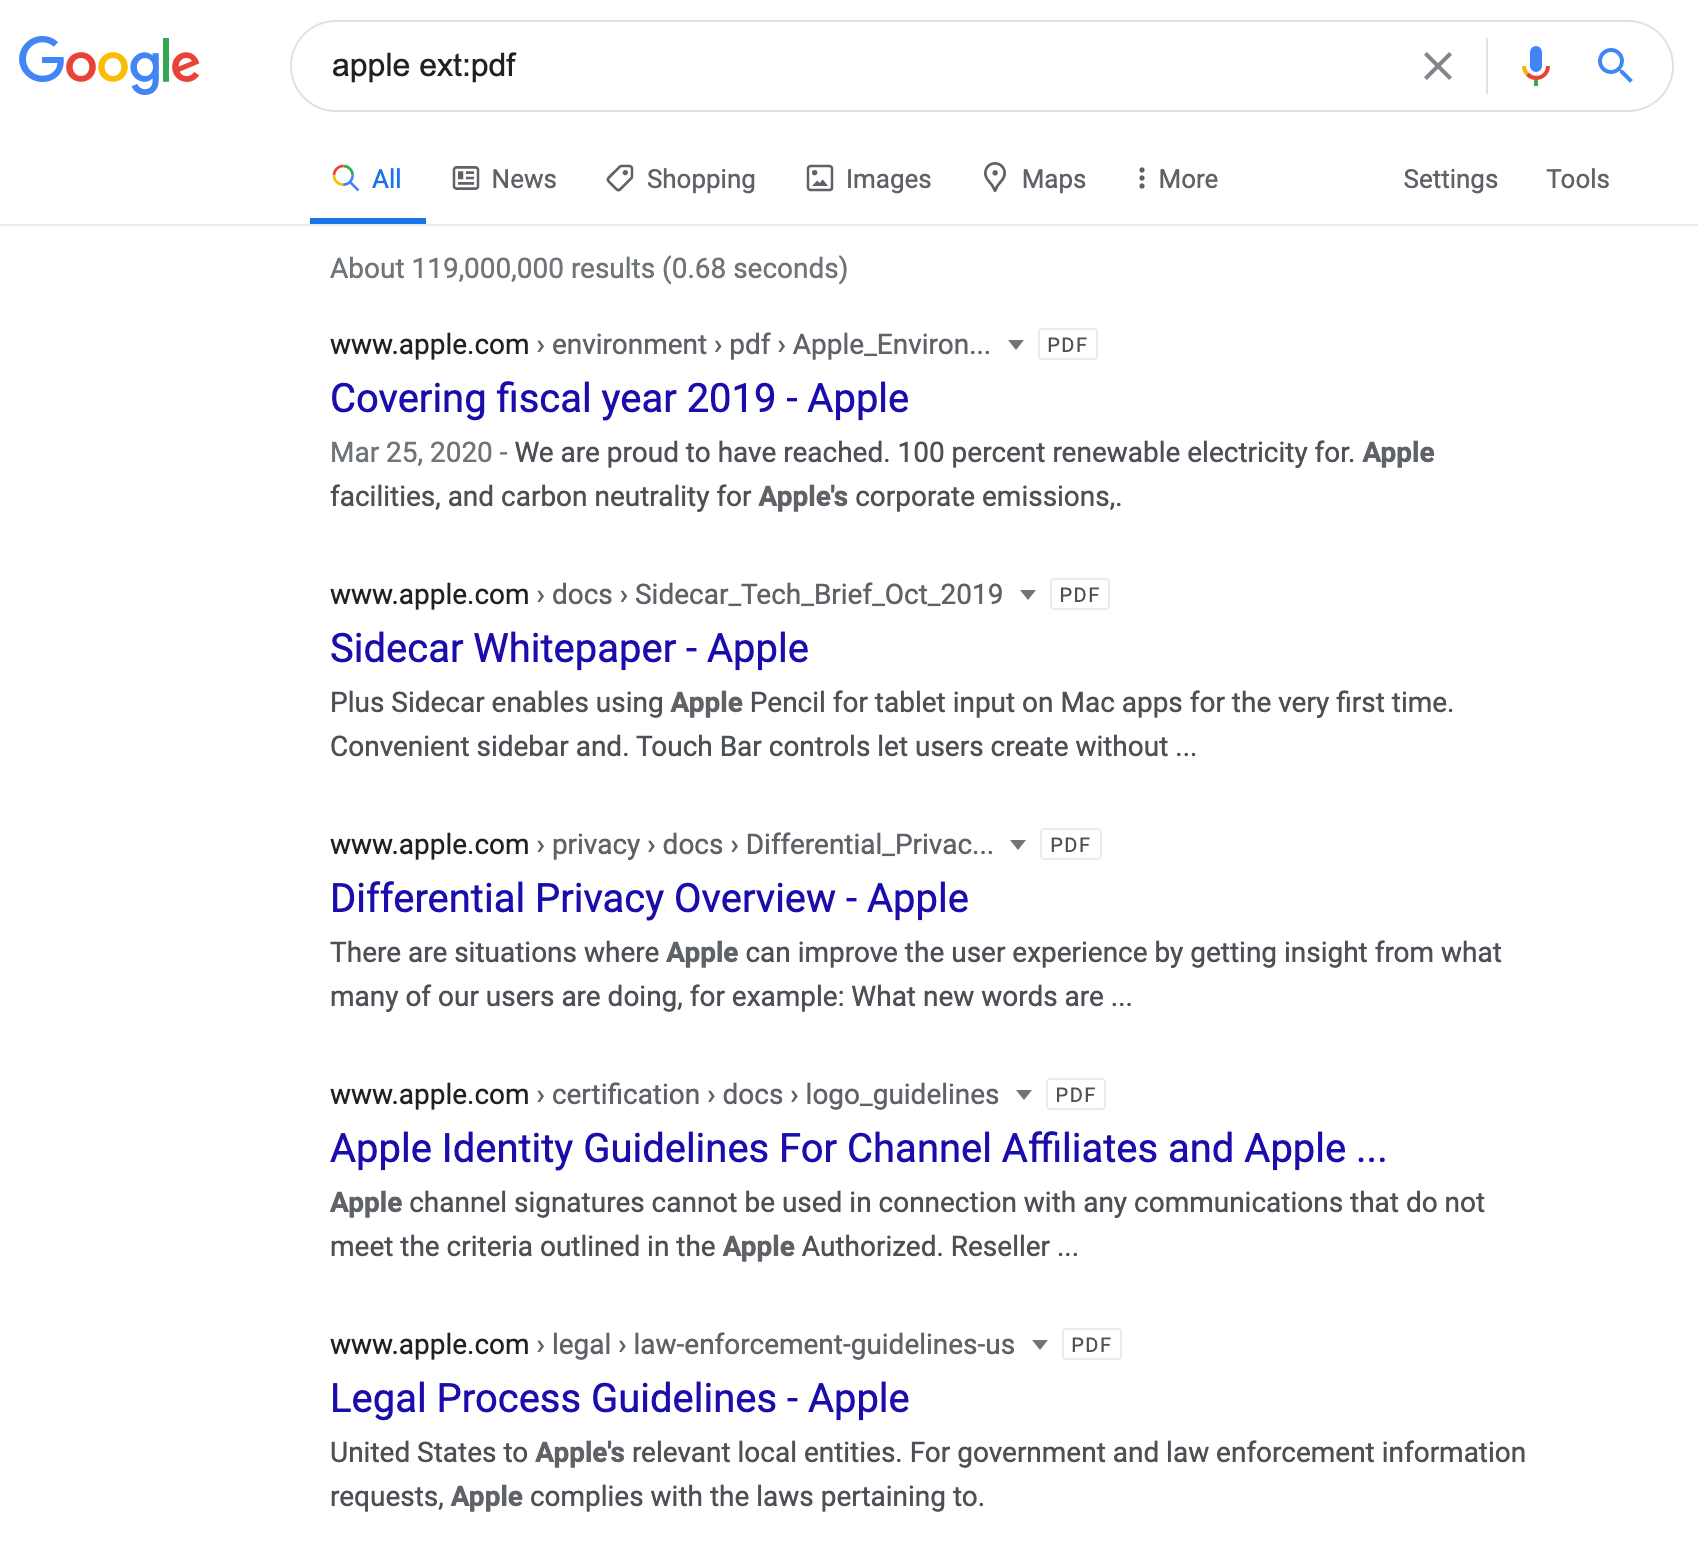 Google
apple ext:pdf
All News Shopping Images Maps More Settings Tools
About 119,000,000 results (0.68 seconds)
www.apple.com › environment › pdf › Apple_Environ... PDF
Covering fiscal year 2019 - Apple
Mar 25, 2020 - We are proud to have reached. 100 percent renewable electricity for. Apple
facilities, and carbon neutrality for Apple's corporate emissions,.
www.apple.com › docs › Sidecar_Tech_Brief_Oct_2019 PDF
Sidecar Whitepaper - Apple
Plus Sidecar enables using Apple Pencil for tablet input on Mac apps for the very first time.
Convenient sidebar and. Touch Bar controls let users create without ...
www.apple.com › privacy › docs › Differential_Privac... PDF
Differential Privacy Overview - Apple
There are situations where Apple can improve the user experience by getting insight from what
many of our users are doing, for example: What new words are ...
www.apple.com › certification › docs › logo_guidelines PDF
Apple Identity Guidelines For Channel Affiliates and Apple ...
Apple channel signatures cannot be used in connection with any communications that do not
meet the criteria outlined in the Apple Authorized. Reseller ...
www.apple.com › legal › law-enforcement-guidelines-us PDF
Legal Process Guidelines - Apple
United States to Apple's relevant local entities. For government and law enforcement information
requests, Apple complies with the laws pertaining to.